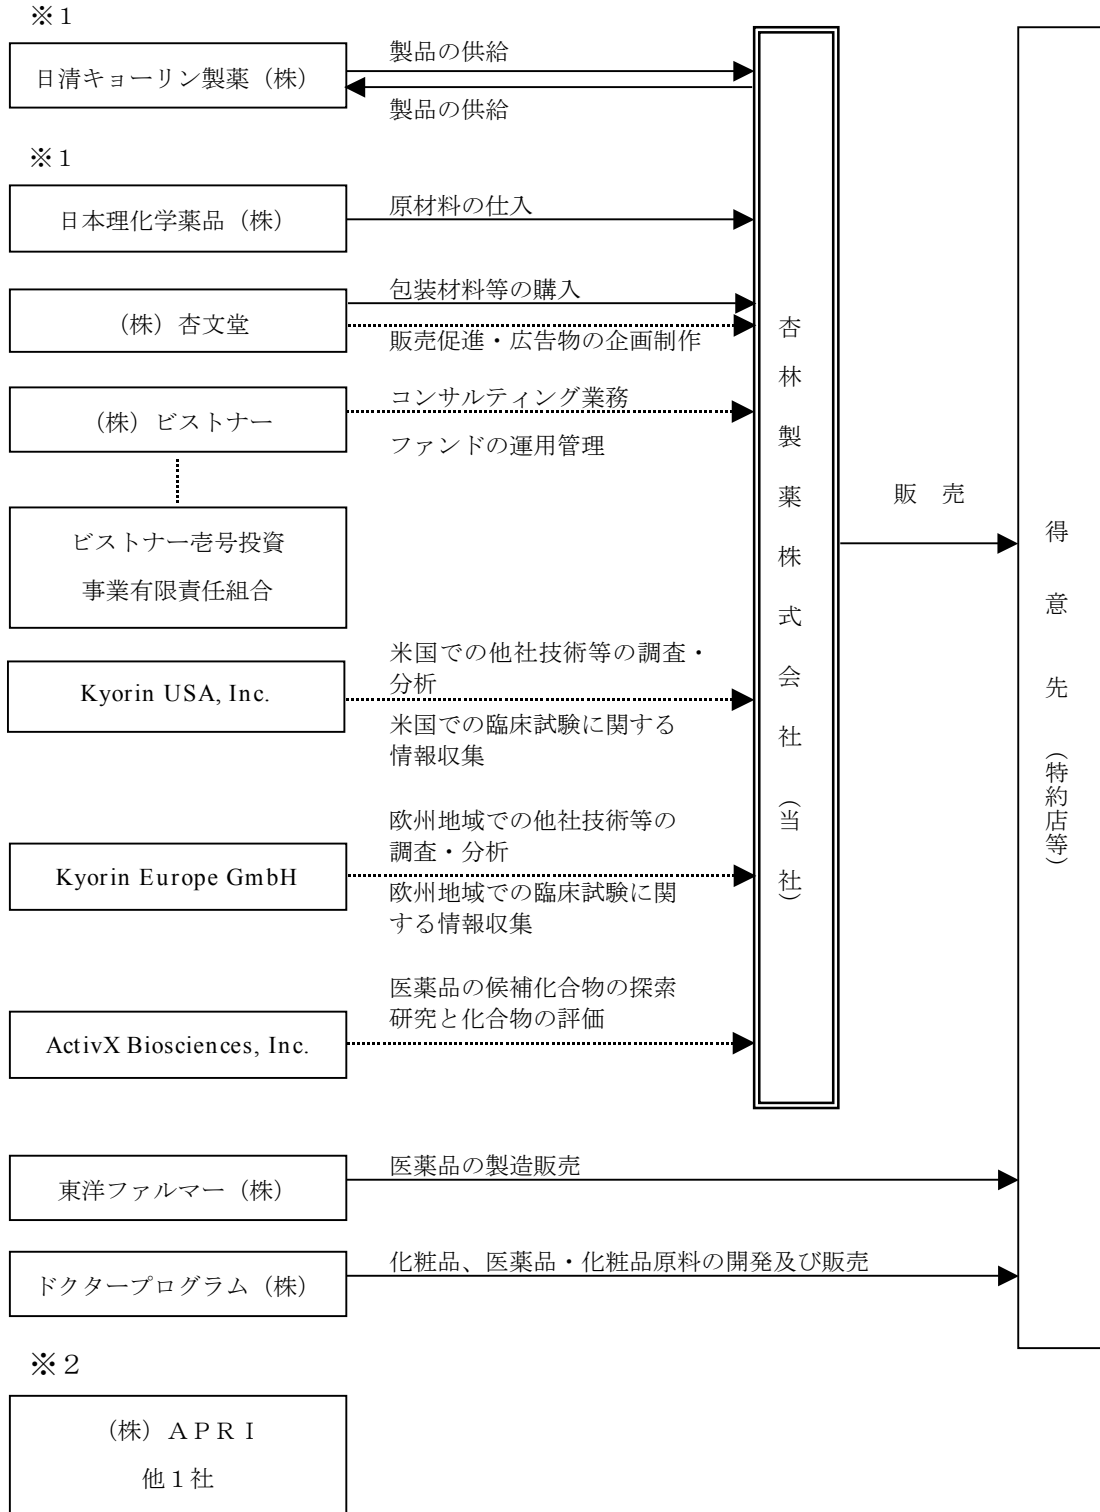 ※１
日清キョーリン製薬（株）
製品の供給
製品の供給
※１
日本理化学薬品（株）
原材料の仕入
（株）杏文堂
包装材料等の購入
販売促進・広告物の企画制作
（株）ビストナー
コンサルティング業務
ファンドの運用管理
ビストナー壱号投資
事業有限責任組合
Kyorin USA, Inc.
米国での他社技術等の調査・
分析
米国での臨床試験に関する
情報収集
Kyorin Europe GmbH
欧州地域での他社技術等の
調査・分析
欧州地域での臨床試験に関
する情報収集
ActivX Biosciences, Inc.
医薬品の候補化合物の探索
研究と化合物の評価
杏林製薬株式会社（当社）
販　売
得意先（特約店等）
東洋ファルマー（株）
医薬品の製造販売
ドクタープログラム（株）
化粧品、医薬品・化粧品原料の開発及び販売
※２
（株）ＡＰＲＩ
他１社